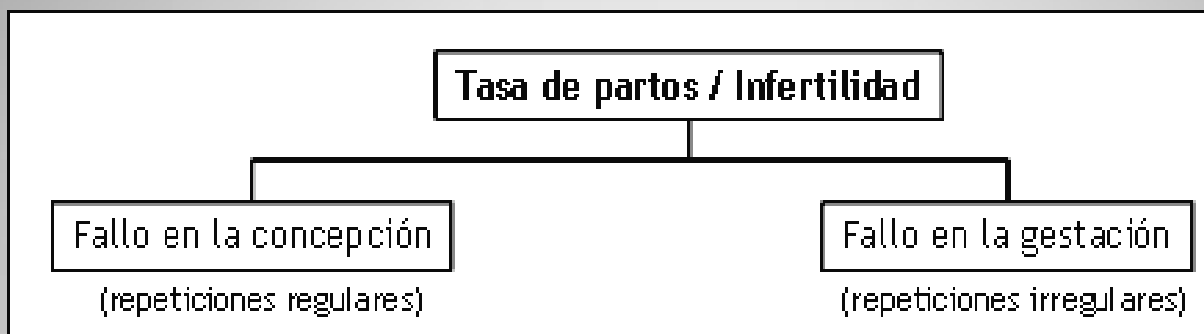 Tasa de partos / Infertilidad
Fallo en la concepción
(repeticiones regulares)
Fallo en la gestación
(repeticiones irregulares)